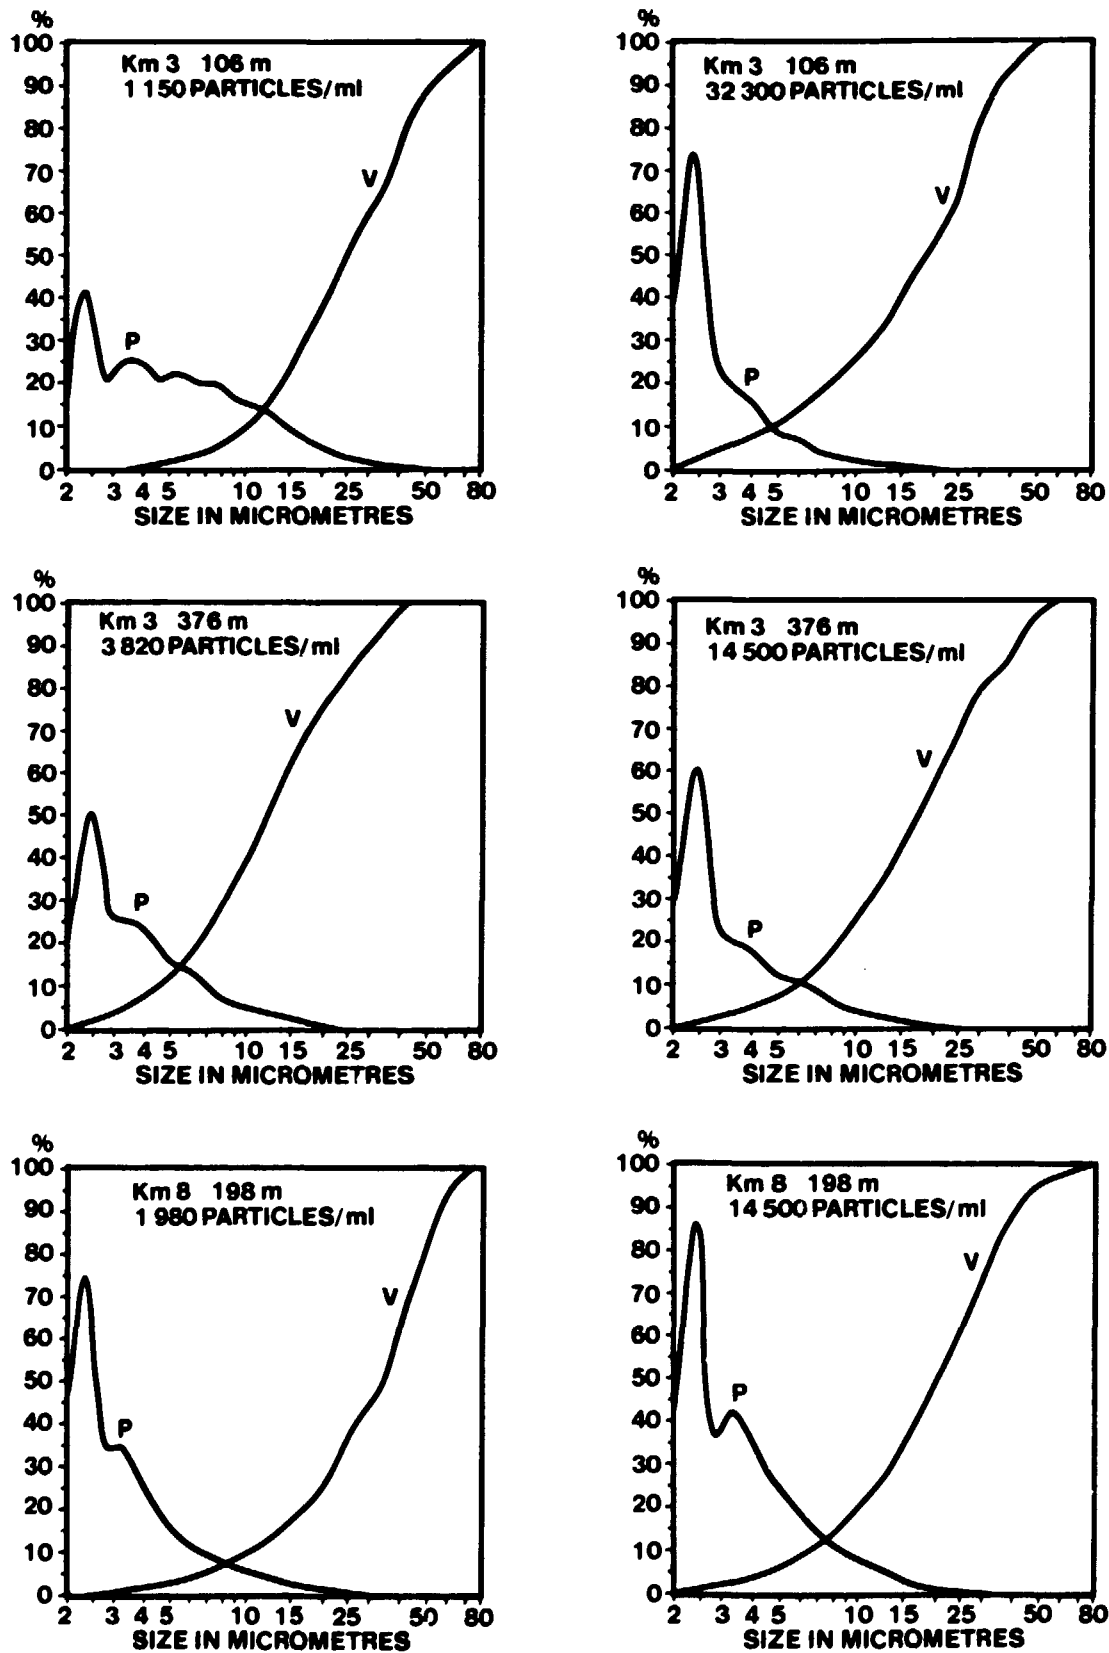 %
100
90
80
70
60
50
40
30
20
10
0
Km 3 106 m
1 150 PARTICLES/ml
V
P
2 3 4 5 10 15 25 50 80
SIZE IN MICROMETRES
%
100
90
80
70
60
50
40
30
20
10
0
Km 3 106 m
32 300 PARTICLES/ml
V
P
2 3 4 5 10 15 25 50 80
SIZE IN MICROMETRES
%
100
90
80
70
60
50
40
30
20
10
0
Km 3 376 m
3 820 PARTICLES/ml
V
P
2 3 4 5 10 15 25 50 80
SIZE IN MICROMETRES
%
100
90
80
70
60
50
40
30
20
10
0
Km 3 376 m
14 500 PARTICLES/ml
V
P
2 3 4 5 10 15 25 50 80
SIZE IN MICROMETRES
%
100
90
80
70
60
50
40
30
20
10
0
Km 8 198 m
1 980 PARTICLES/ml
V
P
2 3 4 5 10 15 25 50 80
SIZE IN MICROMETRES
%
100
90
80
70
60
50
40
30
20
10
0
Km 8 198 m
14 500 PARTICLES/ml
V
P
2 3 4 5 10 15 25 50 80
SIZE IN MICROMETRES